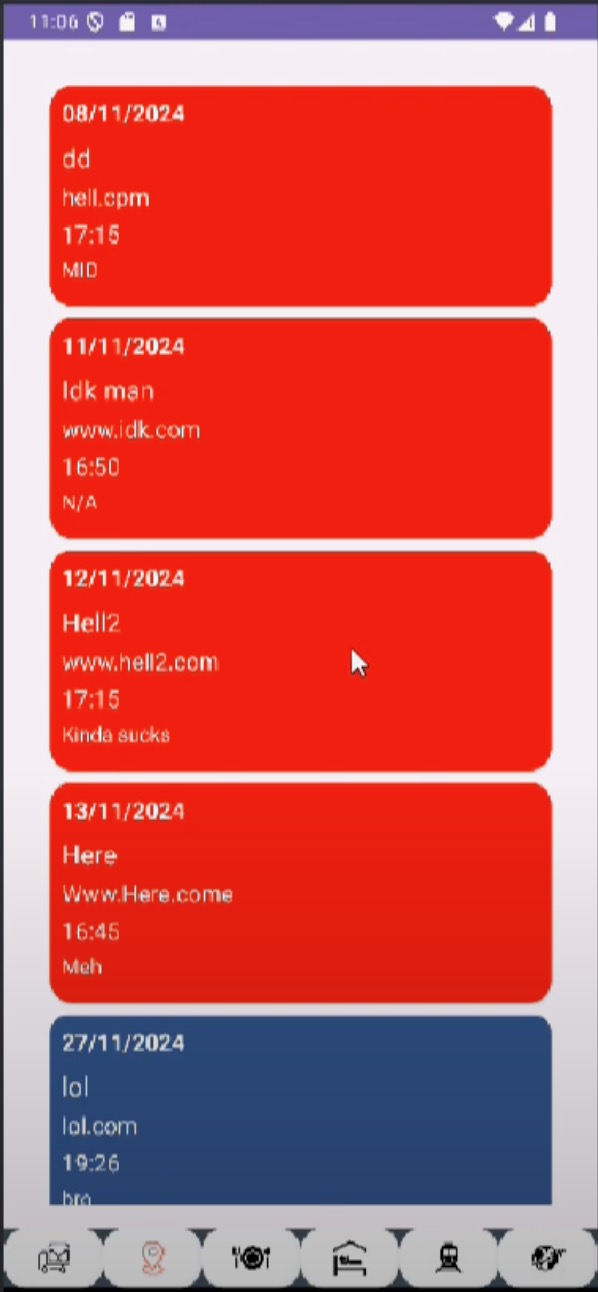 11:06
08/11/2024
dd
hell.cpm
17:15
MID
11/11/2024
Idk man
www.idk.com
16:50
N/A
12/11/2024
Hell2
www.hell2.com
17:15
Kinda sucks
13/11/2024
Here
Www.Here.come
16:45
Meh
27/11/2024
lol
lol.com
19:26
bro